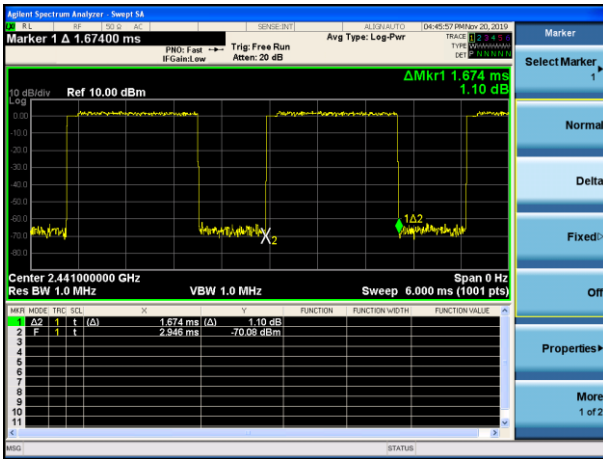 Agilent Spectrum Analyzer - Swept SA
RL RF 50 Ω AC SENSE:INT ALIGNAUTO 04:45:57 PM Nov 20, 2019
Marker 1 Δ 1.67400 ms
PNO: Fast
IFGain:Low
Trig: Free Run
Atten: 20 dB
Avg Type: Log-Pwr
TRACE 1 2 3 4 5 6
TYPE WWWWWW
DET P N N N N N
ΔMkr1 1.674 ms
1.10 dB
10 dB/div Ref 10.00 dBm
Log
0.00
-10.0
-20.0
-30.0
-40.0
-50.0
-60.0
-70.0
-80.0
1Δ2
X2
Center 2.441000000 GHz Span 0 Hz
Res BW 1.0 MHz VBW 1.0 MHz Sweep 6.000 ms (1001 pts)
MKR MODE TRC SCL X Y FUNCTION FUNCTION WIDTH FUNCTION VALUE
1 Δ2 1 t (Δ) 1.674 ms (Δ) 1.10 dB
2 F 1 t 2.946 ms -70.08 dBm
3
4
5
6
7
8
9
10
11
MSG STATUS
Marker
Select Marker
1
Normal
Delta
Fixed
Off
Properties
More
1 of 2